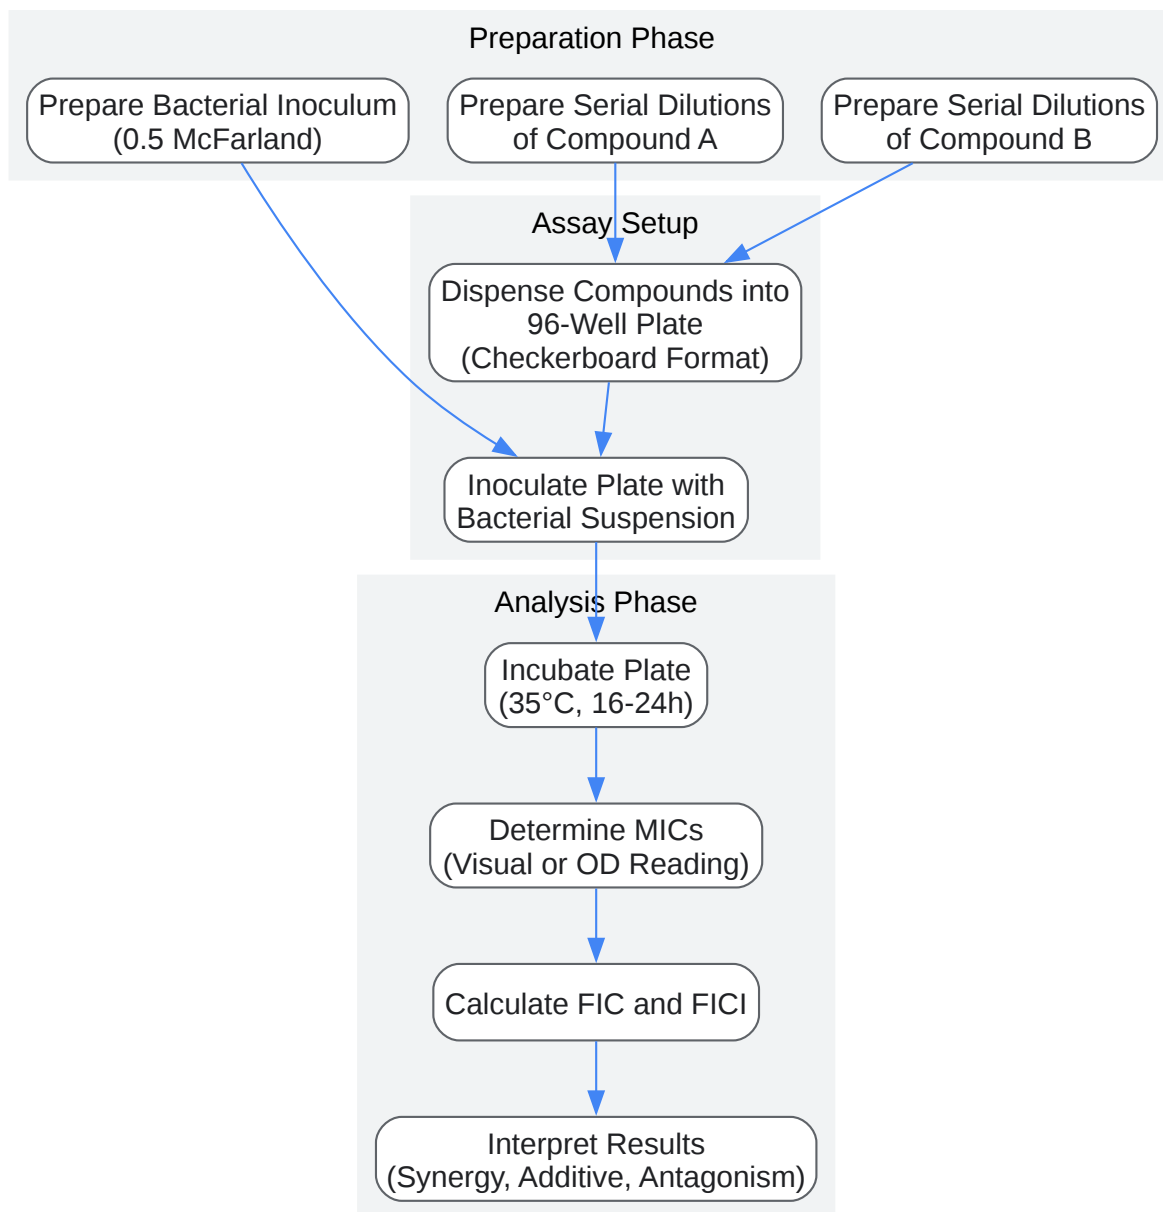 Preparation Phase
Prepare Bacterial Inoculum
(0.5 McFarland)
Prepare Serial Dilutions
of Compound A
Prepare Serial Dilutions
of Compound B
Assay Setup
Dispense Compounds into
96-Well Plate
(Checkerboard Format)
Inoculate Plate with
Bacterial Suspension
Analysis Phase
Incubate Plate
(35°C, 16-24h)
Determine MICs
(Visual or OD Reading)
Calculate FIC and FICI
Interpret Results
(Synergy, Additive, Antagonism)